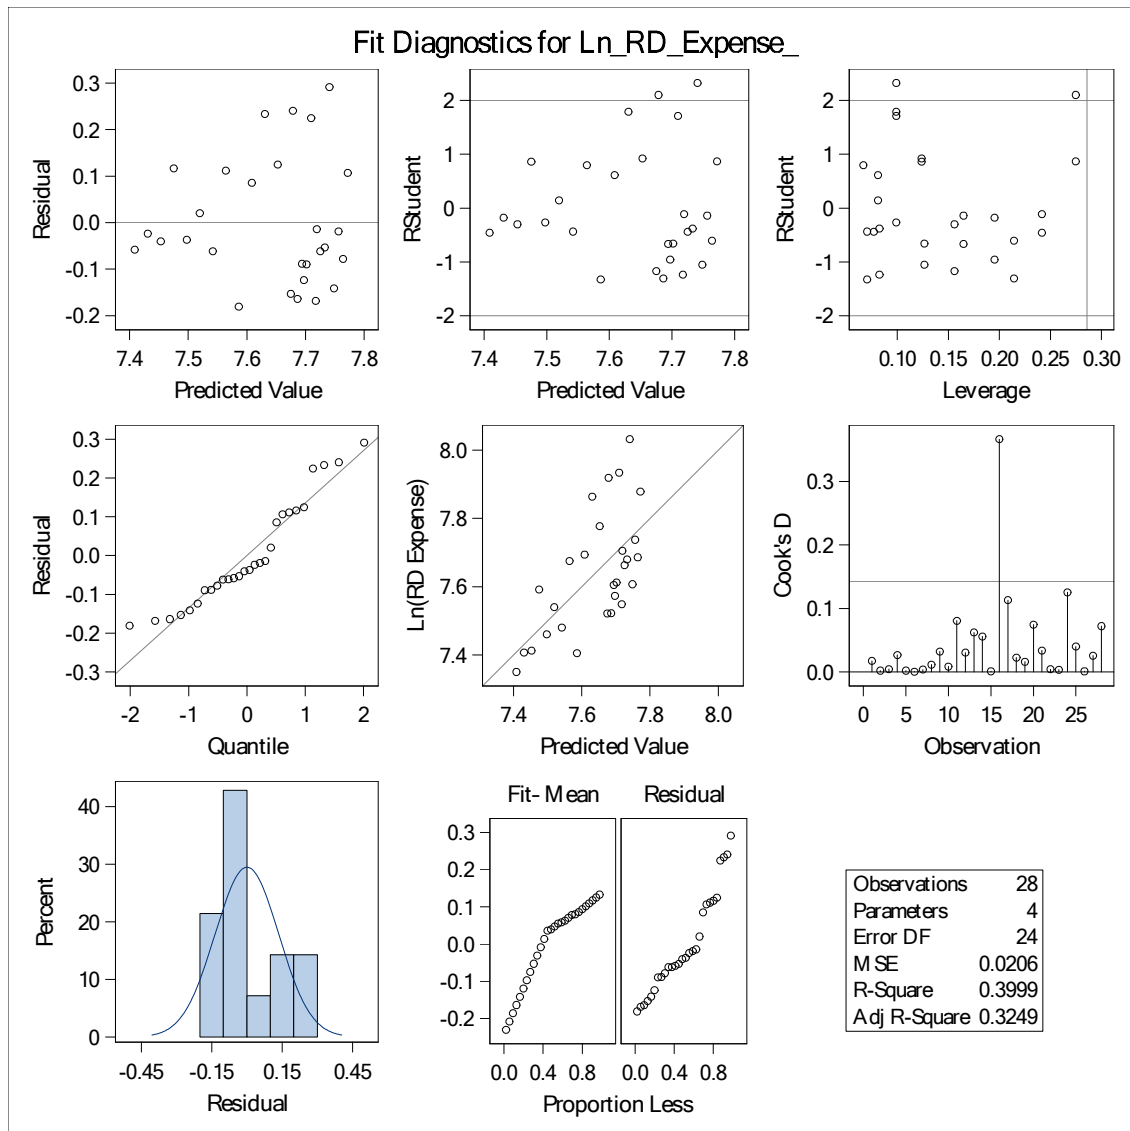 Fit Diagnostics for Ln_RD_Expense_
0.3
0.2
0.1
0.0
-0.1
-0.2
Residual
7.4 7.5 7.6 7.7 7.8
Predicted Value
2
1
0
-1
-2
RStudent
7.4 7.5 7.6 7.7 7.8
Predicted Value
2
1
0
-1
-2
RStudent
0.10 0.15 0.20 0.25 0.30
Leverage
0.3
0.2
0.1
0.0
-0.1
-0.2
-0.3
Residual
-2 -1 0 1 2
Quantile
8.0
7.8
7.6
7.4
Ln(RD Expense)
7.4 7.6 7.8 8.0
Predicted Value
0.3
0.2
0.1
0.0
Cook's D
0 5 10 15 20 25
Observation
40
30
20
10
0
Percent
-0.45 -0.15 0.15 0.45
Residual
Fit-Mean Residual
0.3
0.2
0.1
0.0
-0.1
-0.2
0.0 0.4 0.8 0.0 0.4 0.8
Proportion Less
Observations 28
Parameters 4
Error DF 24
MSE 0.0206
R-Square 0.3999
Adj R-Square 0.3249